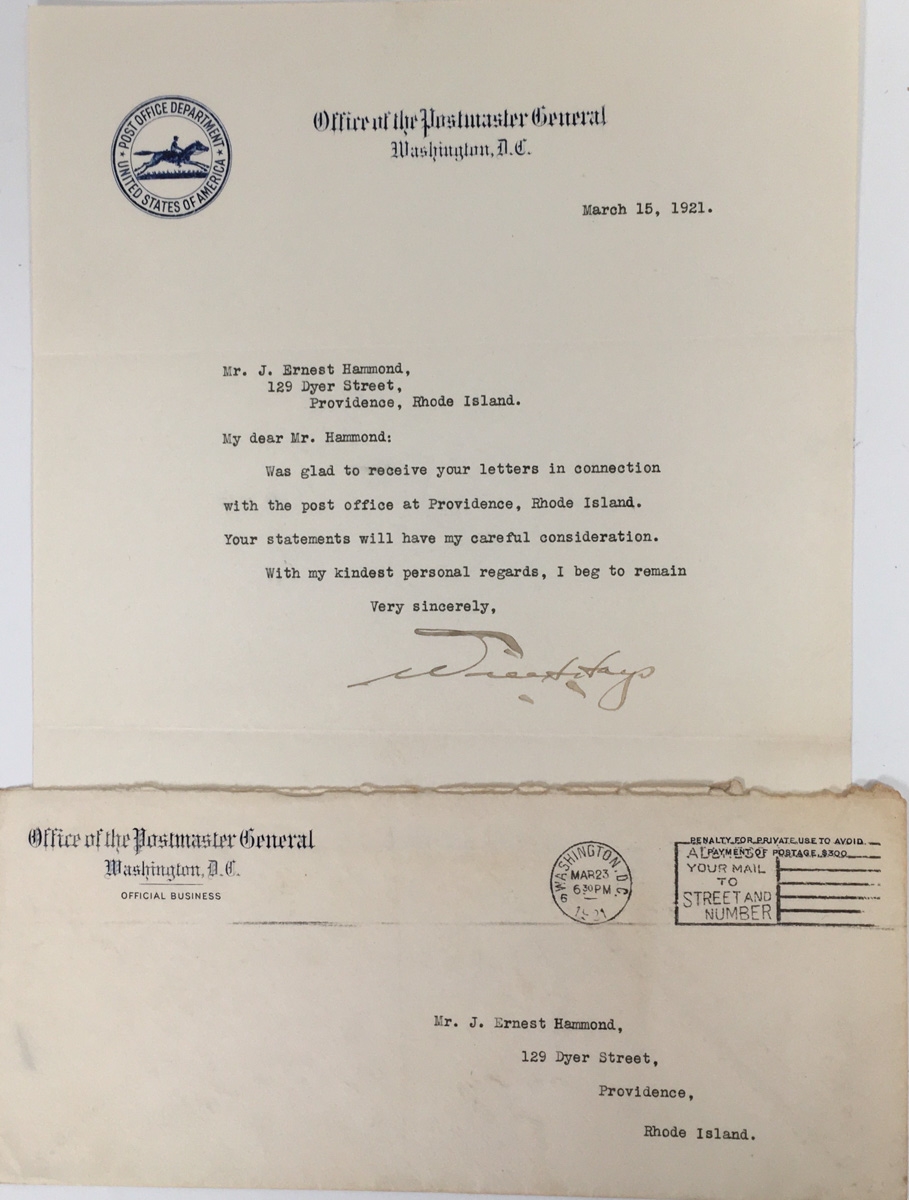 POST OFFICE DEPARTMENT
UNITED STATES OF AMERICA
Office of the Postmaster General
Washington, D.C.
March 15, 1921.
Mr. J. Ernest Hammond,
129 Dyer Street,
Providence, Rhode Island.
My dear Mr. Hammond:
Was glad to receive your letters in connection
with the post office at Providence, Rhode Island.
Your statements will have my careful consideration.
With my kindest personal regards, I beg to remain
Very sincerely,
Will H. Hays
Office of the Postmaster General
Washington, D.C.
OFFICIAL BUSINESS
WASHINGTON, D.C.
MAR 23
6 30 PM
1921
6
PENALTY FOR PRIVATE USE TO AVOID
PAYMENT OF POSTAGE, $300
YOUR MAIL
TO
STREET AND
NUMBER
Mr. J. Ernest Hammond,
129 Dyer Street,
Providence,
Rhode Island.